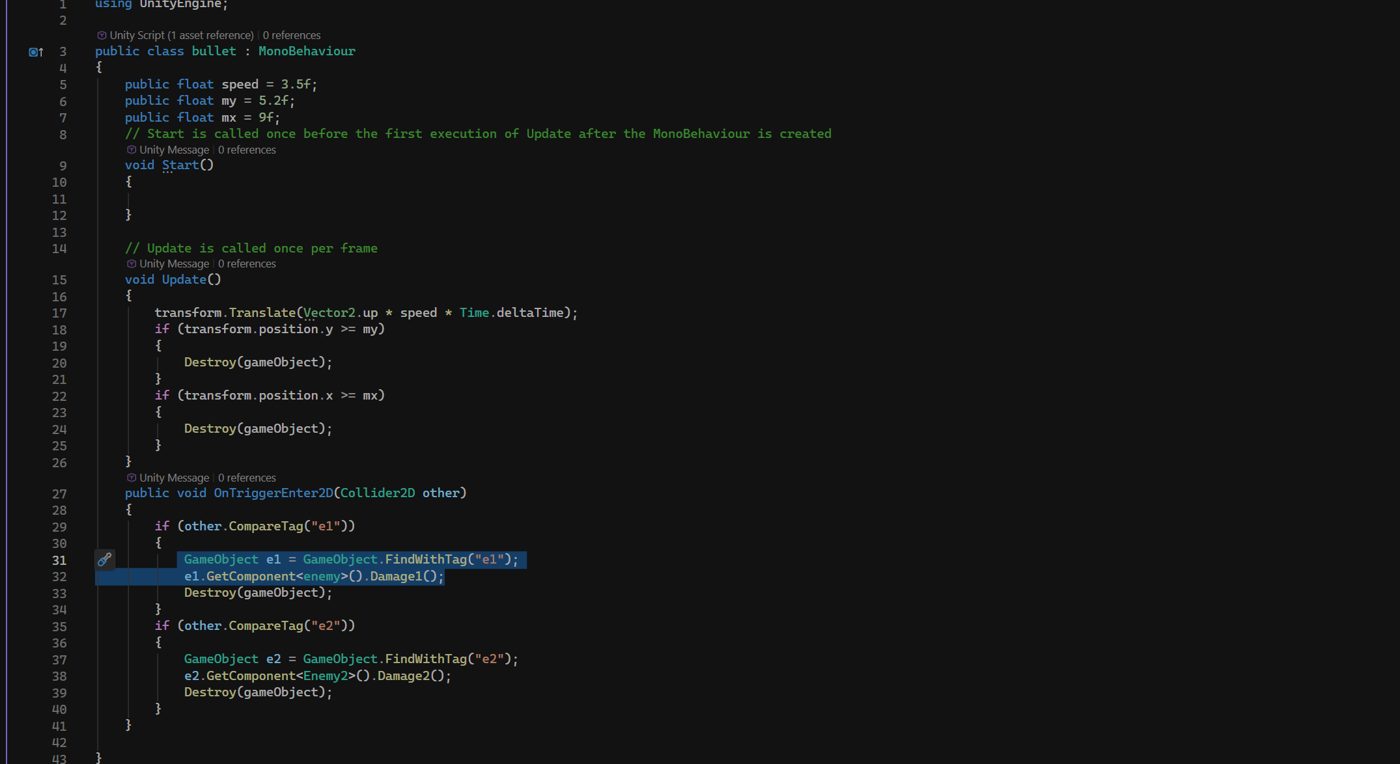 1 using UnityEngine;
2
Unity Script (1 asset reference) | 0 references
3 public class bullet : MonoBehaviour
4 {
5 public float speed = 3.5f;
6 public float my = 5.2f;
7 public float mx = 9f;
8 // Start is called once before the first execution of Update after the MonoBehaviour is created
Unity Message | 0 references
9 void Start()
10 {
11
12 }
13
14 // Update is called once per frame
Unity Message | 0 references
15 void Update()
16 {
17 transform.Translate(Vector2.up * speed * Time.deltaTime);
18 if (transform.position.y >= my)
19 {
20 Destroy(gameObject);
21 }
22 if (transform.position.x >= mx)
23 {
24 Destroy(gameObject);
25 }
26 }
Unity Message | 0 references
27 public void OnTriggerEnter2D(Collider2D other)
28 {
29 if (other.CompareTag("e1"))
30 {
31 GameObject e1 = GameObject.FindWithTag("e1");
32 e1.GetComponent<enemy>().Damage1();
33 Destroy(gameObject);
34 }
35 if (other.CompareTag("e2"))
36 {
37 GameObject e2 = GameObject.FindWithTag("e2");
38 e2.GetComponent<Enemy2>().Damage2();
39 Destroy(gameObject);
40 }
41 }
42
43 }